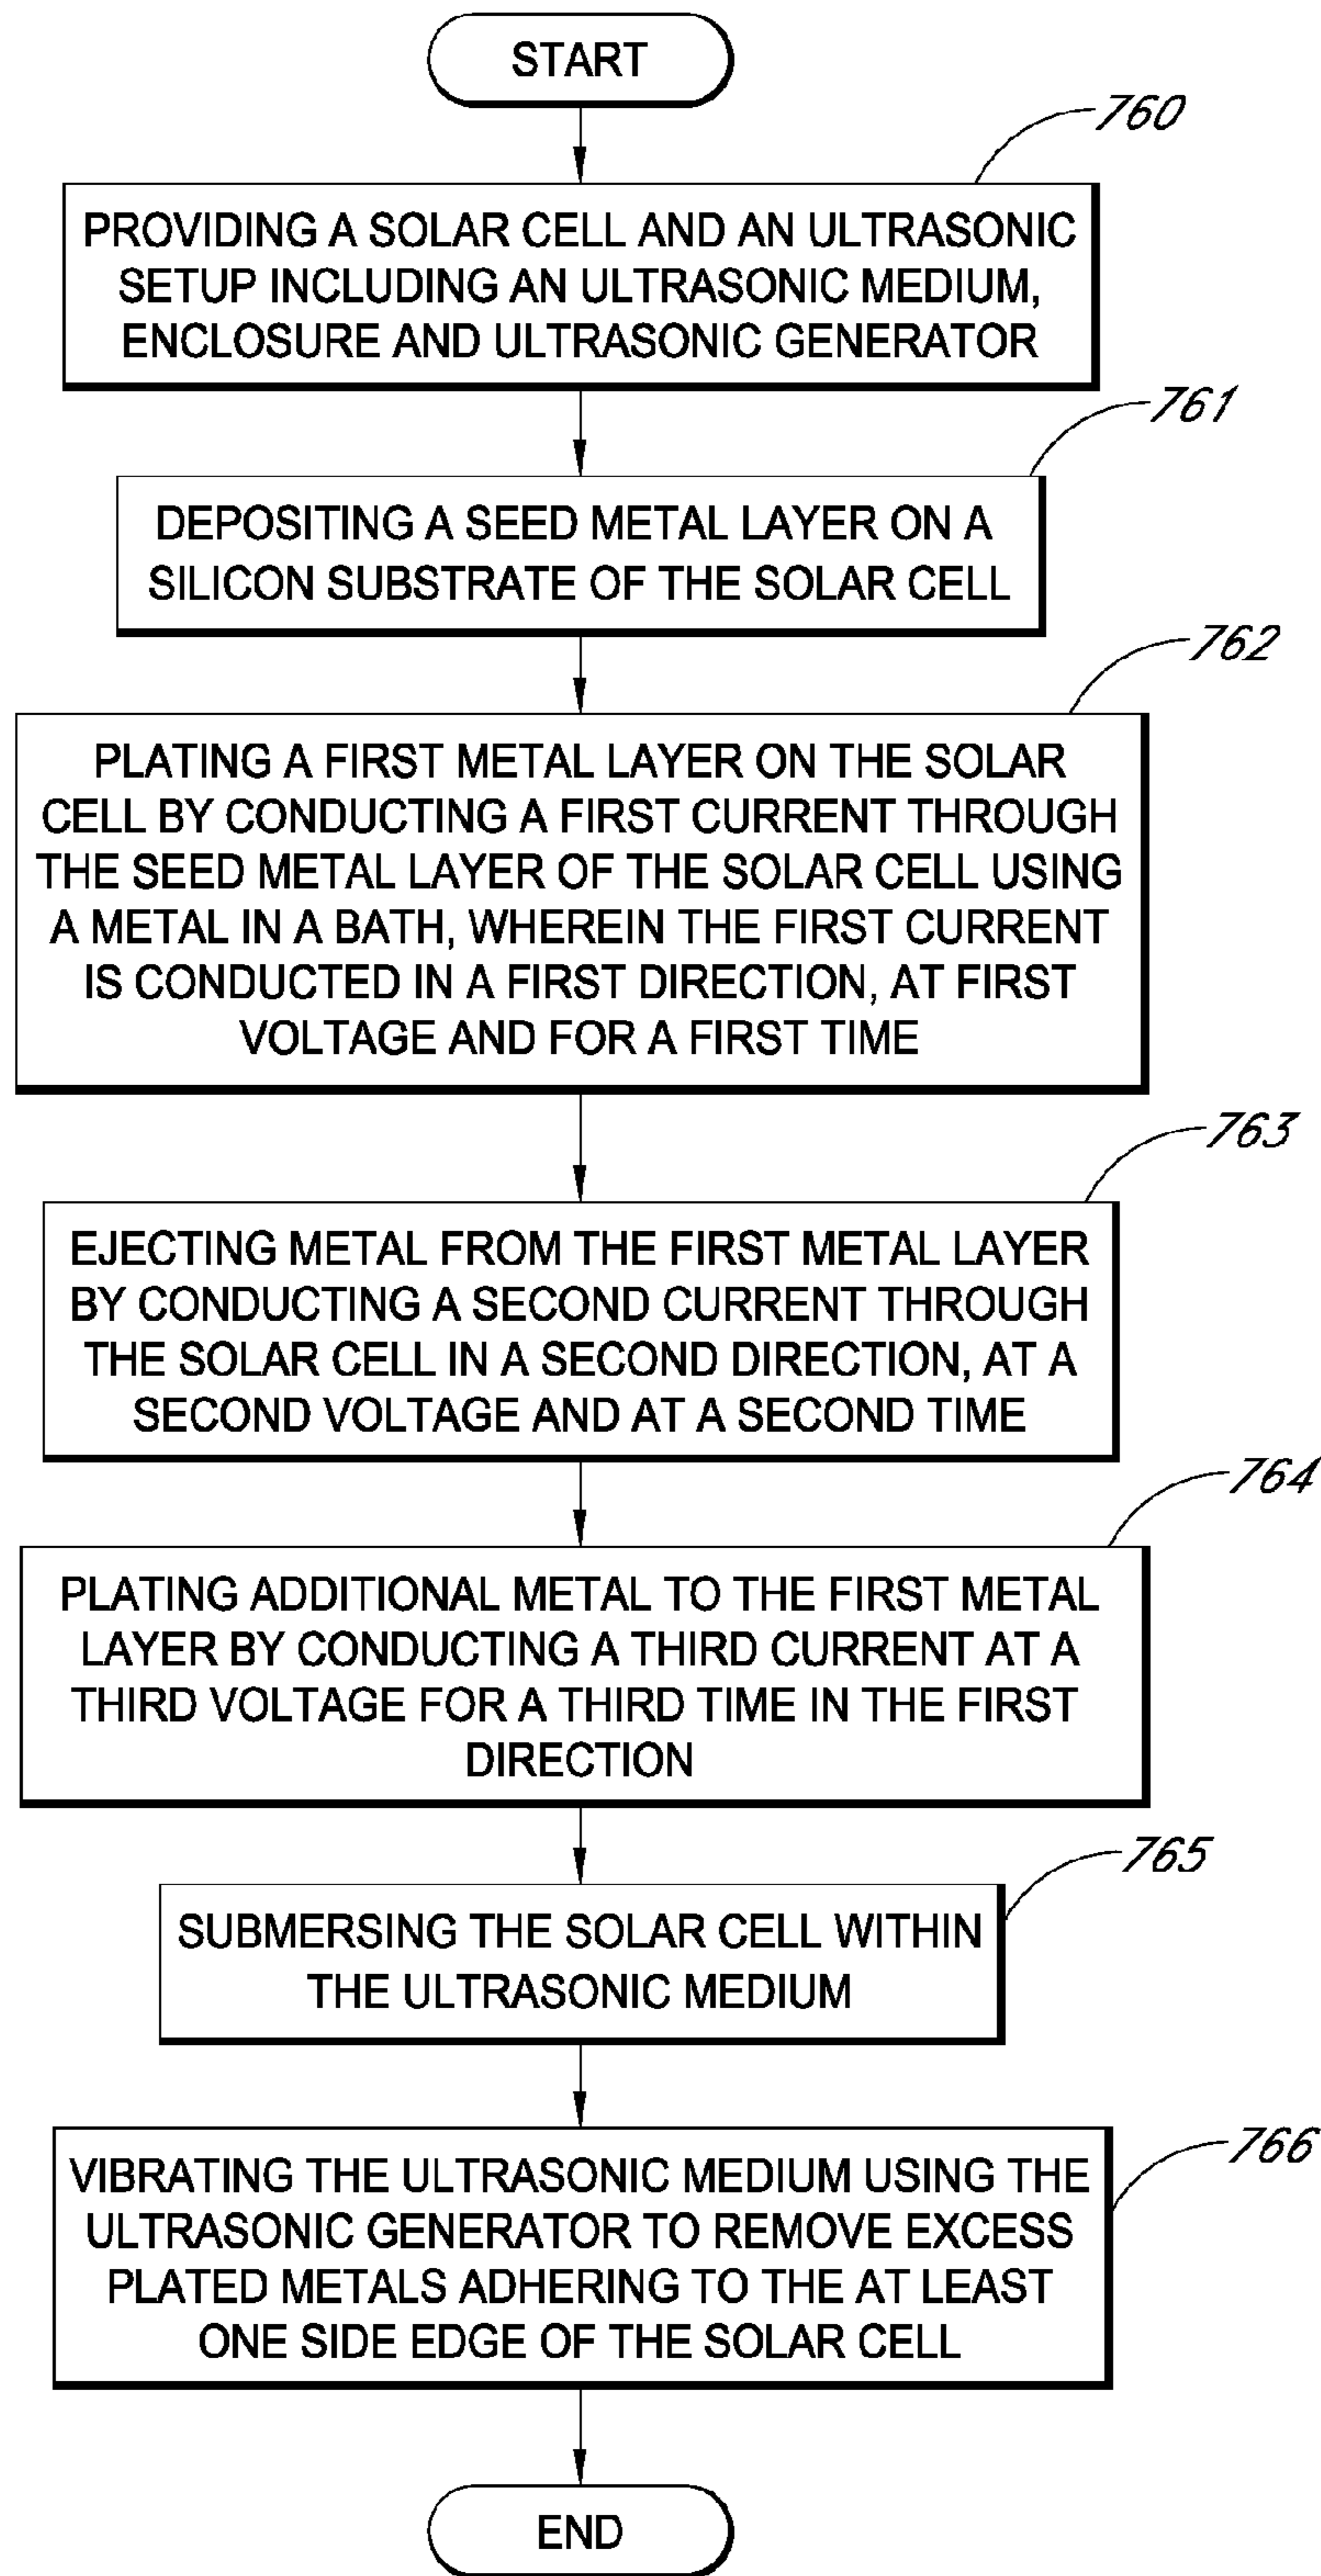 START
760
PROVIDING A SOLAR CELL AND AN ULTRASONIC
SETUP INCLUDING AN ULTRASONIC MEDIUM,
ENCLOSURE AND ULTRASONIC GENERATOR
761
DEPOSITING A SEED METAL LAYER ON A
SILICON SUBSTRATE OF THE SOLAR CELL
762
PLATING A FIRST METAL LAYER ON THE SOLAR
CELL BY CONDUCTING A FIRST CURRENT THROUGH
THE SEED METAL LAYER OF THE SOLAR CELL USING
A METAL IN A BATH, WHEREIN THE FIRST CURRENT
IS CONDUCTED IN A FIRST DIRECTION, AT FIRST
VOLTAGE AND FOR A FIRST TIME
763
EJECTING METAL FROM THE FIRST METAL LAYER
BY CONDUCTING A SECOND CURRENT THROUGH
THE SOLAR CELL IN A SECOND DIRECTION, AT A
SECOND VOLTAGE AND AT A SECOND TIME
764
PLATING ADDITIONAL METAL TO THE FIRST METAL
LAYER BY CONDUCTING A THIRD CURRENT AT A
THIRD VOLTAGE FOR A THIRD TIME IN THE FIRST
DIRECTION
765
SUBMERSING THE SOLAR CELL WITHIN
THE ULTRASONIC MEDIUM
766
VIBRATING THE ULTRASONIC MEDIUM USING THE
ULTRASONIC GENERATOR TO REMOVE EXCESS
PLATED METALS ADHERING TO THE AT LEAST
ONE SIDE EDGE OF THE SOLAR CELL
END